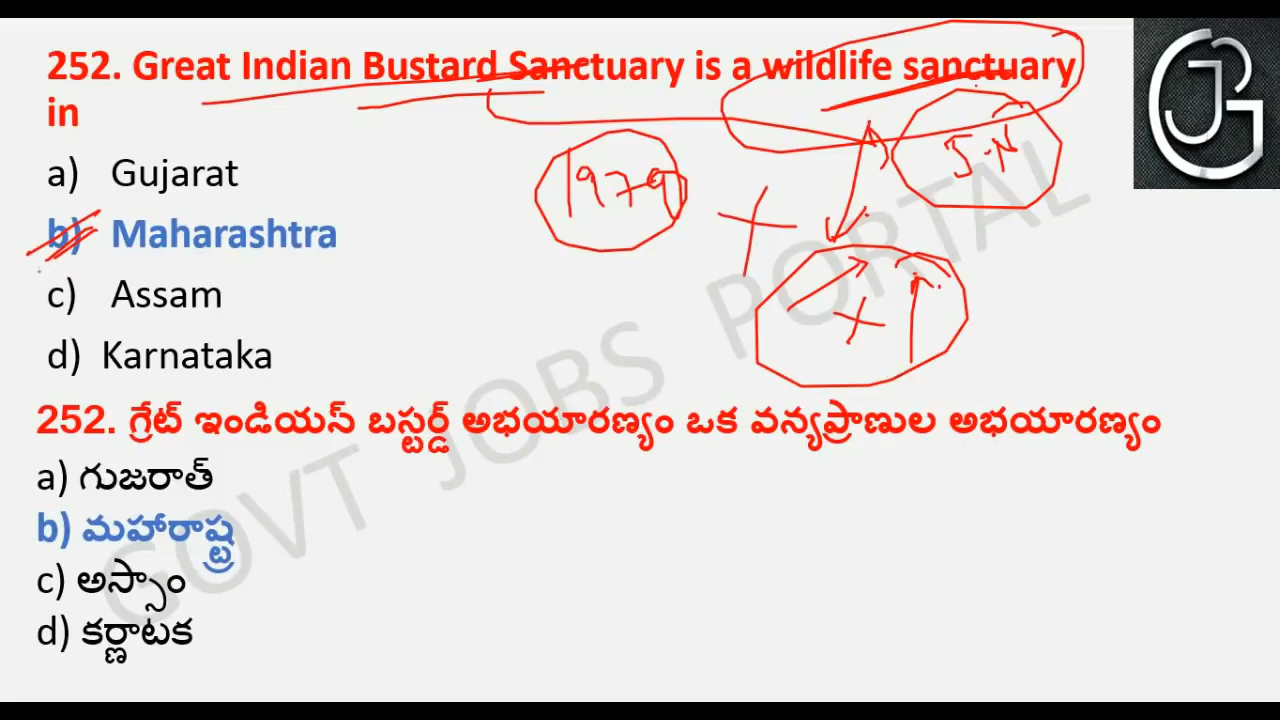 252. Great Indian Bustard Sanctuary is a wildlife sanctuary
in
a) Gujarat
b) Maharashtra
c) Assam
d) Karnataka
252. గ్రేట్ ఇండియన్ బస్టర్డ్ అభయారణ్యం ఒక వన్యప్రాణుల అభయారణ్యం
a) గుజరాత్
b) మహారాష్ట్ర
c) అస్సాం
d) కర్ణాటక
1979
J.N
GOVT JOBS PORTAL